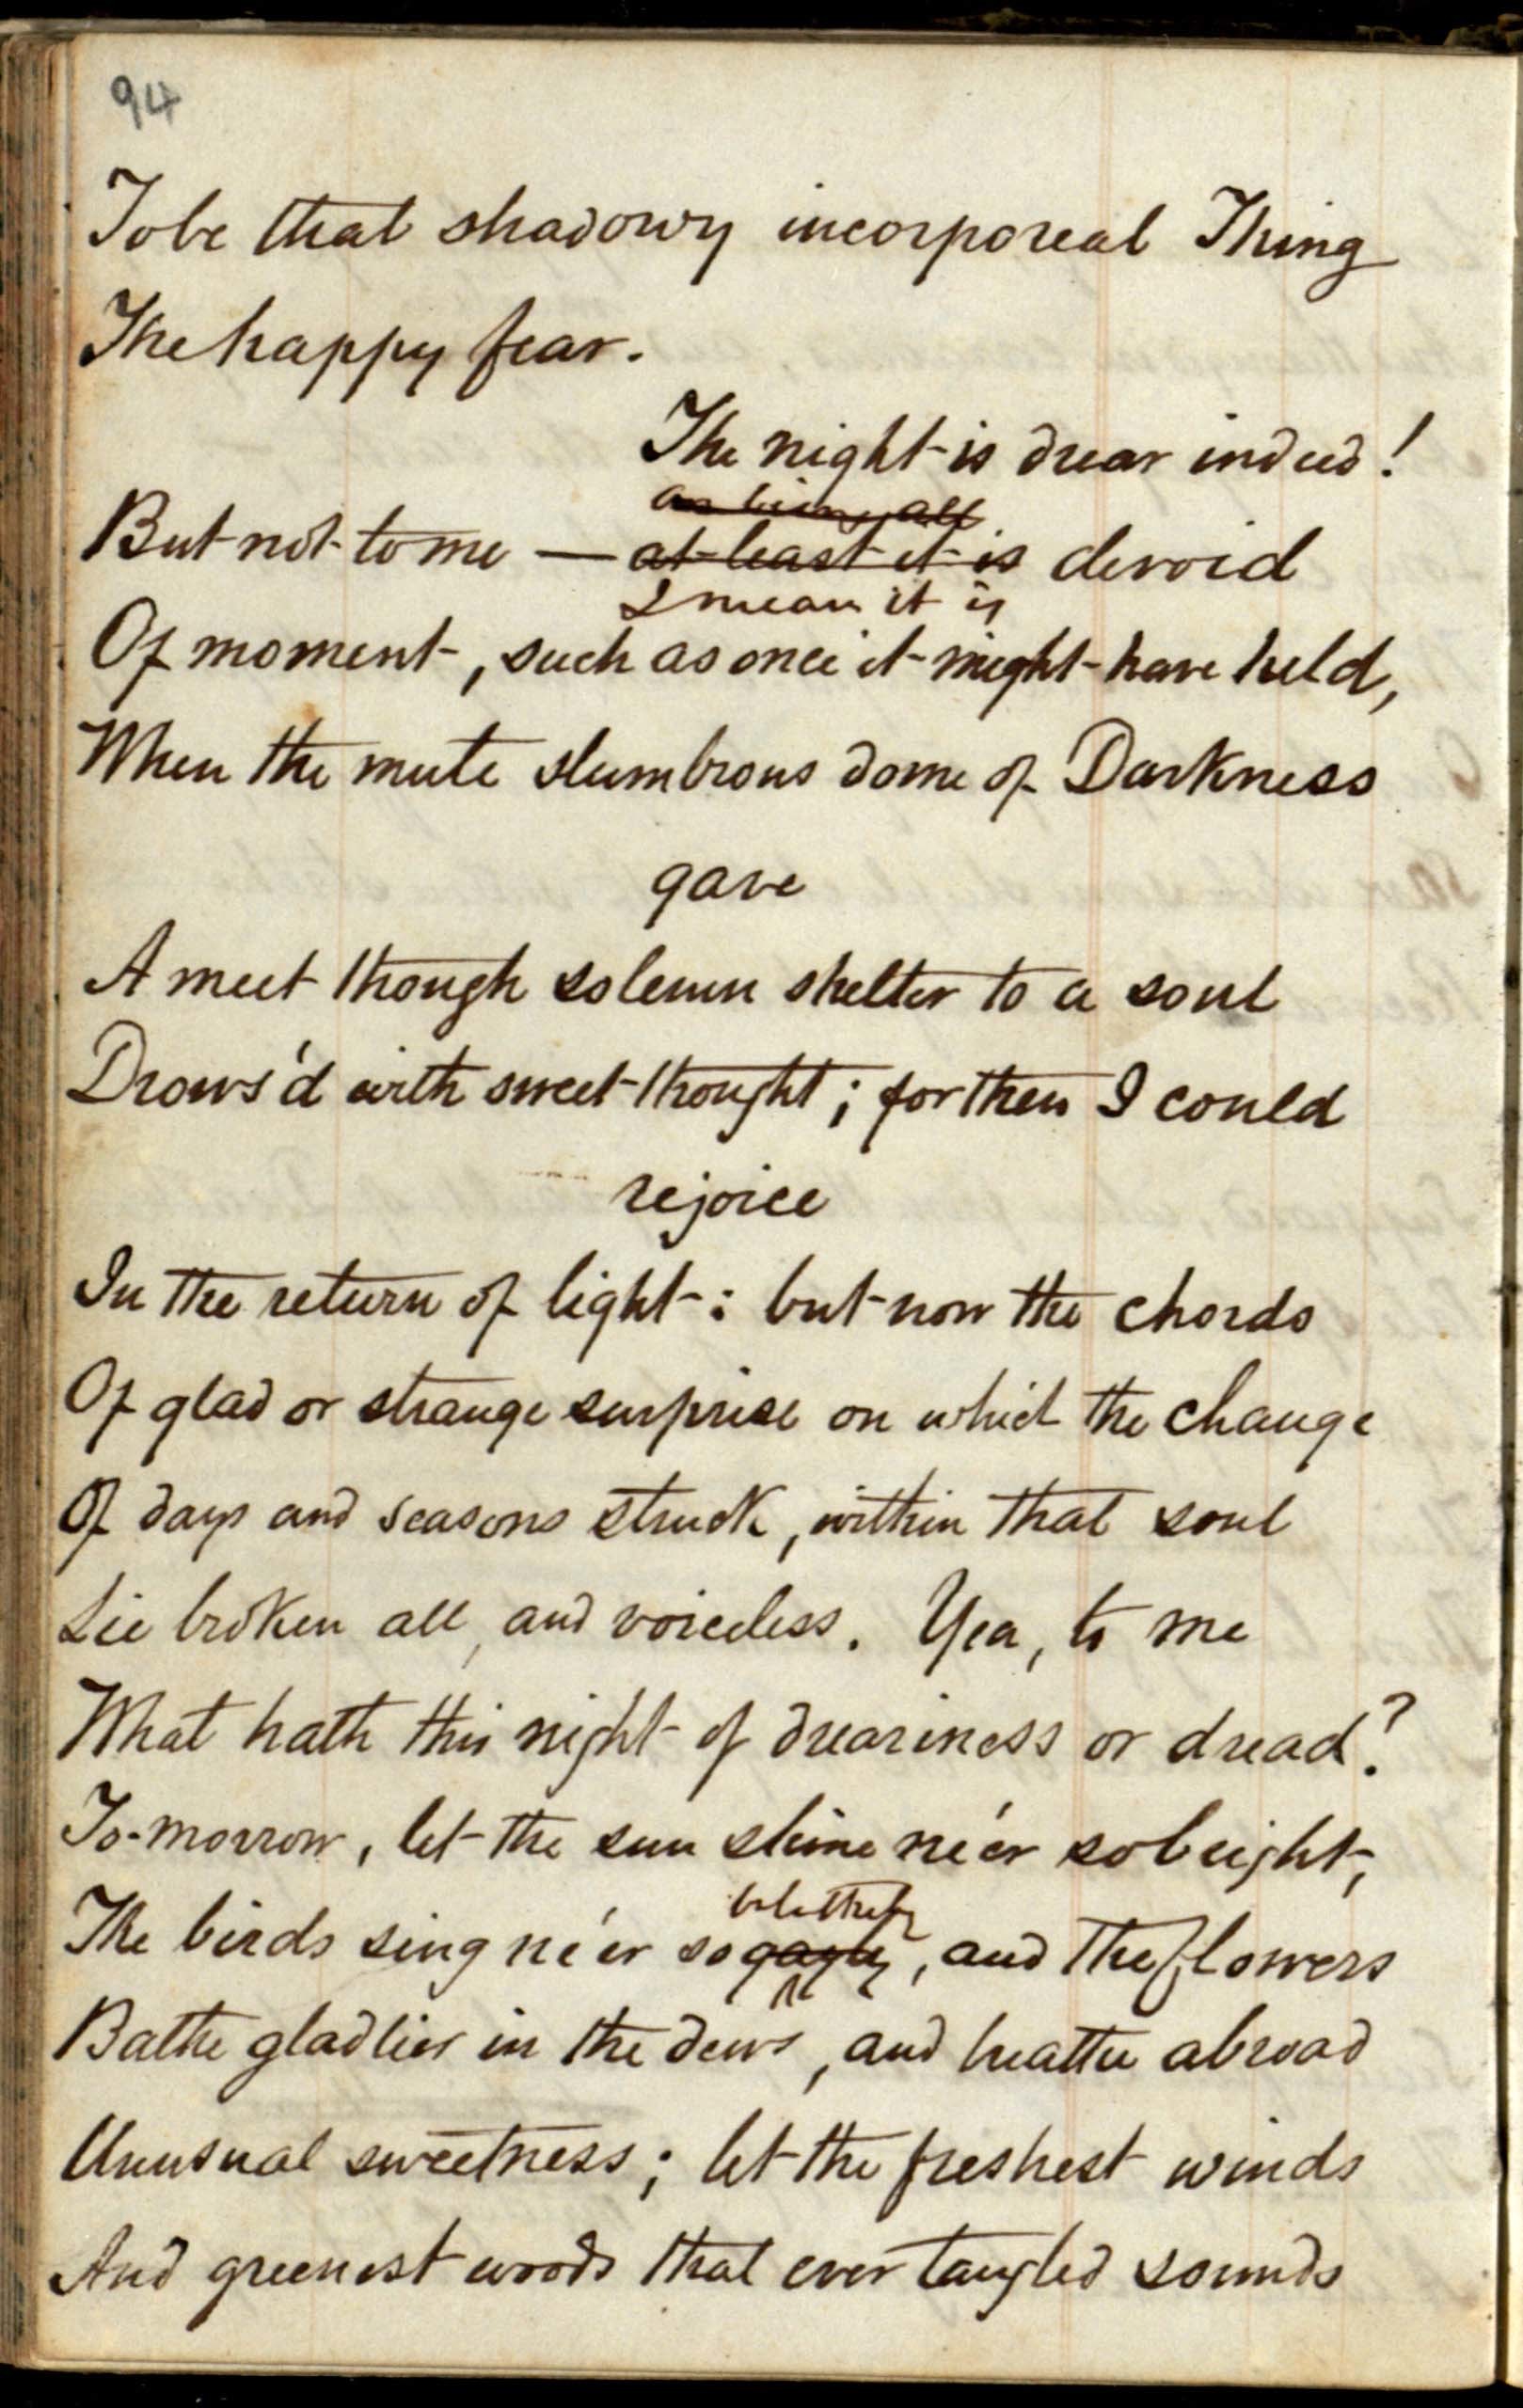 94
To be that shadowy incorporeal Thing
The happy fear.
The night is drear indeed!
as being all
But not to me — at least it is devoid
I mean it is
Of moment, such as once it might have held,
When the mute slumbrous dome of Darkness
gave
A meet though solemn shelter to a soul
Drows'd with sweet thought; for then I could
rejoice
In the return of light: but now the chords
Of glad or strange surprise on which the change
Of days and seasons struck, within that soul
Lie broken all, and voiceless. Yea, to me
What hath this night of dreariness or dread?
To-morrow, let the sun shine ne'er so bright,
blithely
The birds sing ne'er so gayly, and the flowers
Bathe gladlier in the dews, and breathe abroad
Unusual sweetness; let the freshest winds
And greenest woods that ever tangled sounds